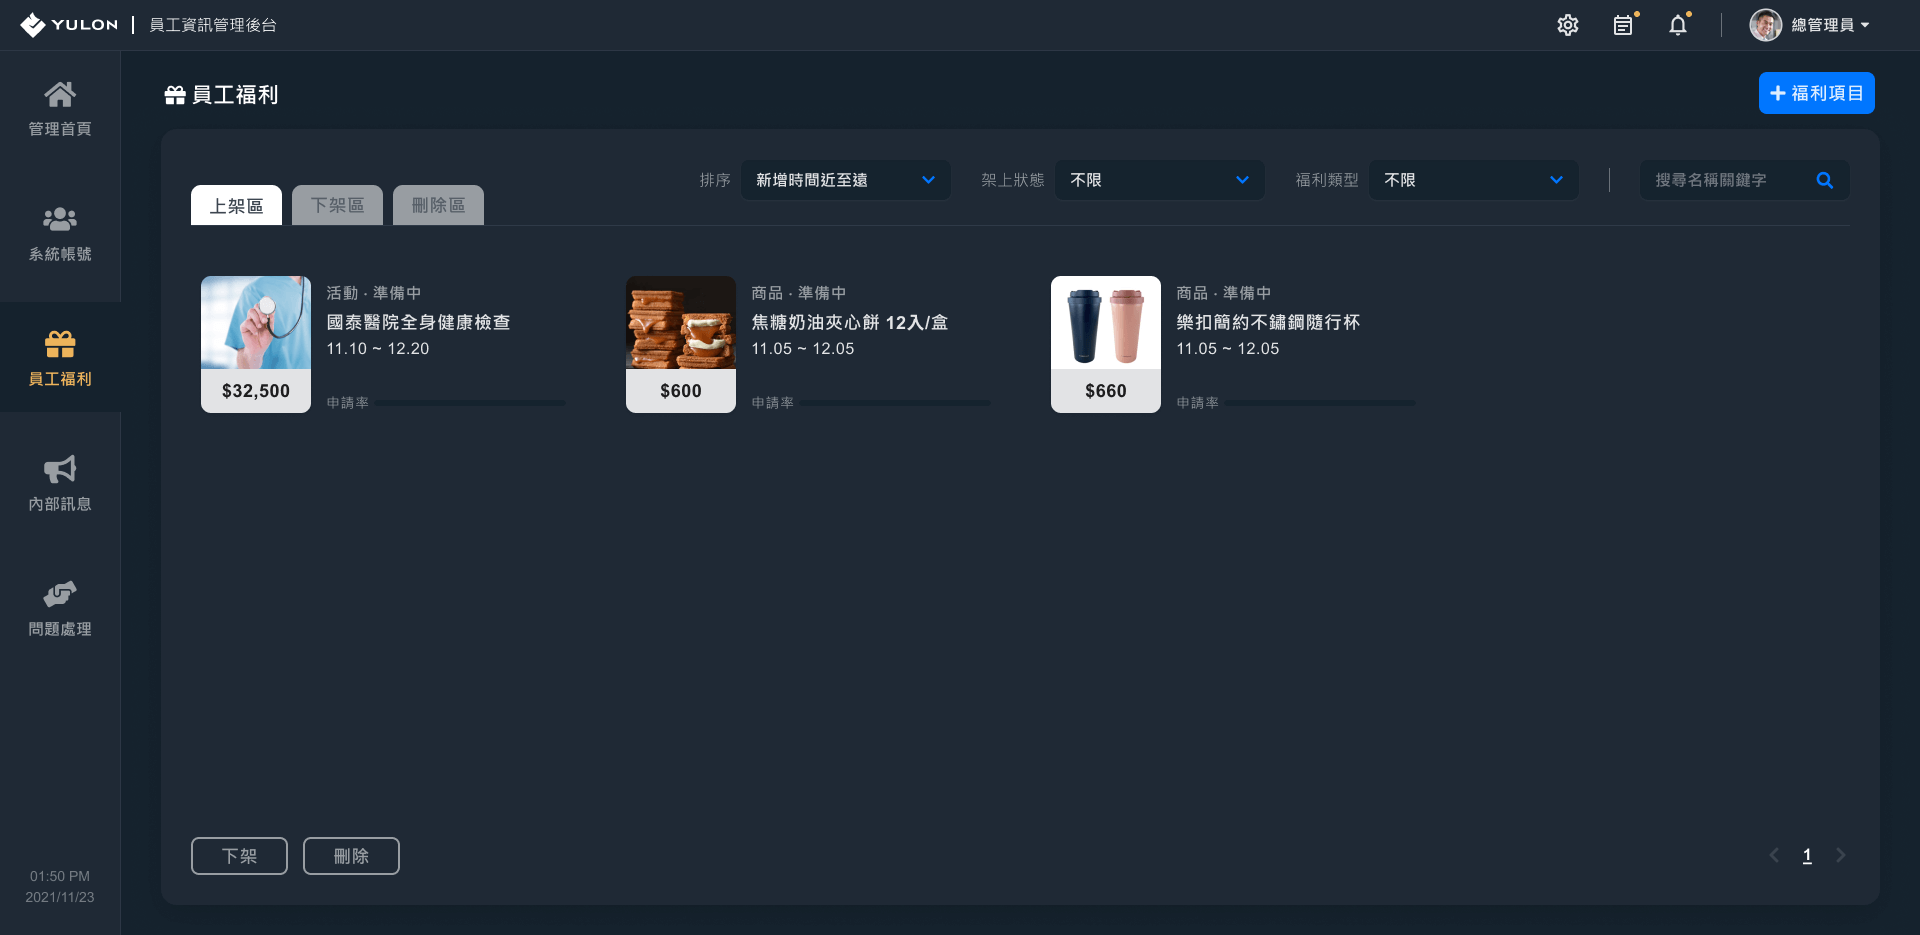 YULON
員工資訊管理後台
總管理員
管理首頁
系統帳號
員工福利
內部訊息
問題處理
01:50 PM
2021/11/23
員工福利
福利項目
排序
新增時間近至遠
架上狀態
不限
福利類型
不限
搜尋名稱關鍵字
上架區
下架區
刪除區
活動 · 準備中
國泰醫院全身健康檢查
11.10 ~ 12.20
$32,500
申請率
商品 · 準備中
焦糖奶油夾心餅 12入/盒
11.05 ~ 12.05
$600
申請率
商品 · 準備中
樂扣簡約不鏽鋼隨行杯
11.05 ~ 12.05
$660
申請率
下架
刪除
1